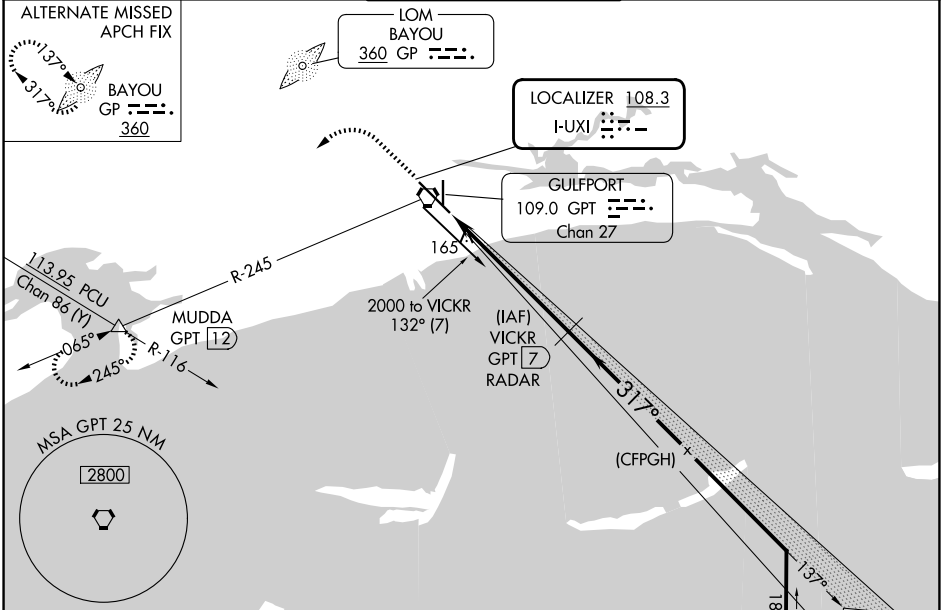 ALTERNATE MISSED
APCH FIX
137°
317°
BAYOU
GP
360
LOM
BAYOU
360 GP
LOCALIZER 108.3
I-UXI
GULFPORT
109.0 GPT
Chan 27
165
R-245
2000 to VICKR
132° (7)
113.95 PCU
Chan 86 (Y)
MUDDA
GPT 12
065°
245°
R-116
(IAF)
VICKR
GPT 7
RADAR
317°
(CFPGH)
x
MSA GPT 25 NM
2800
137°
18